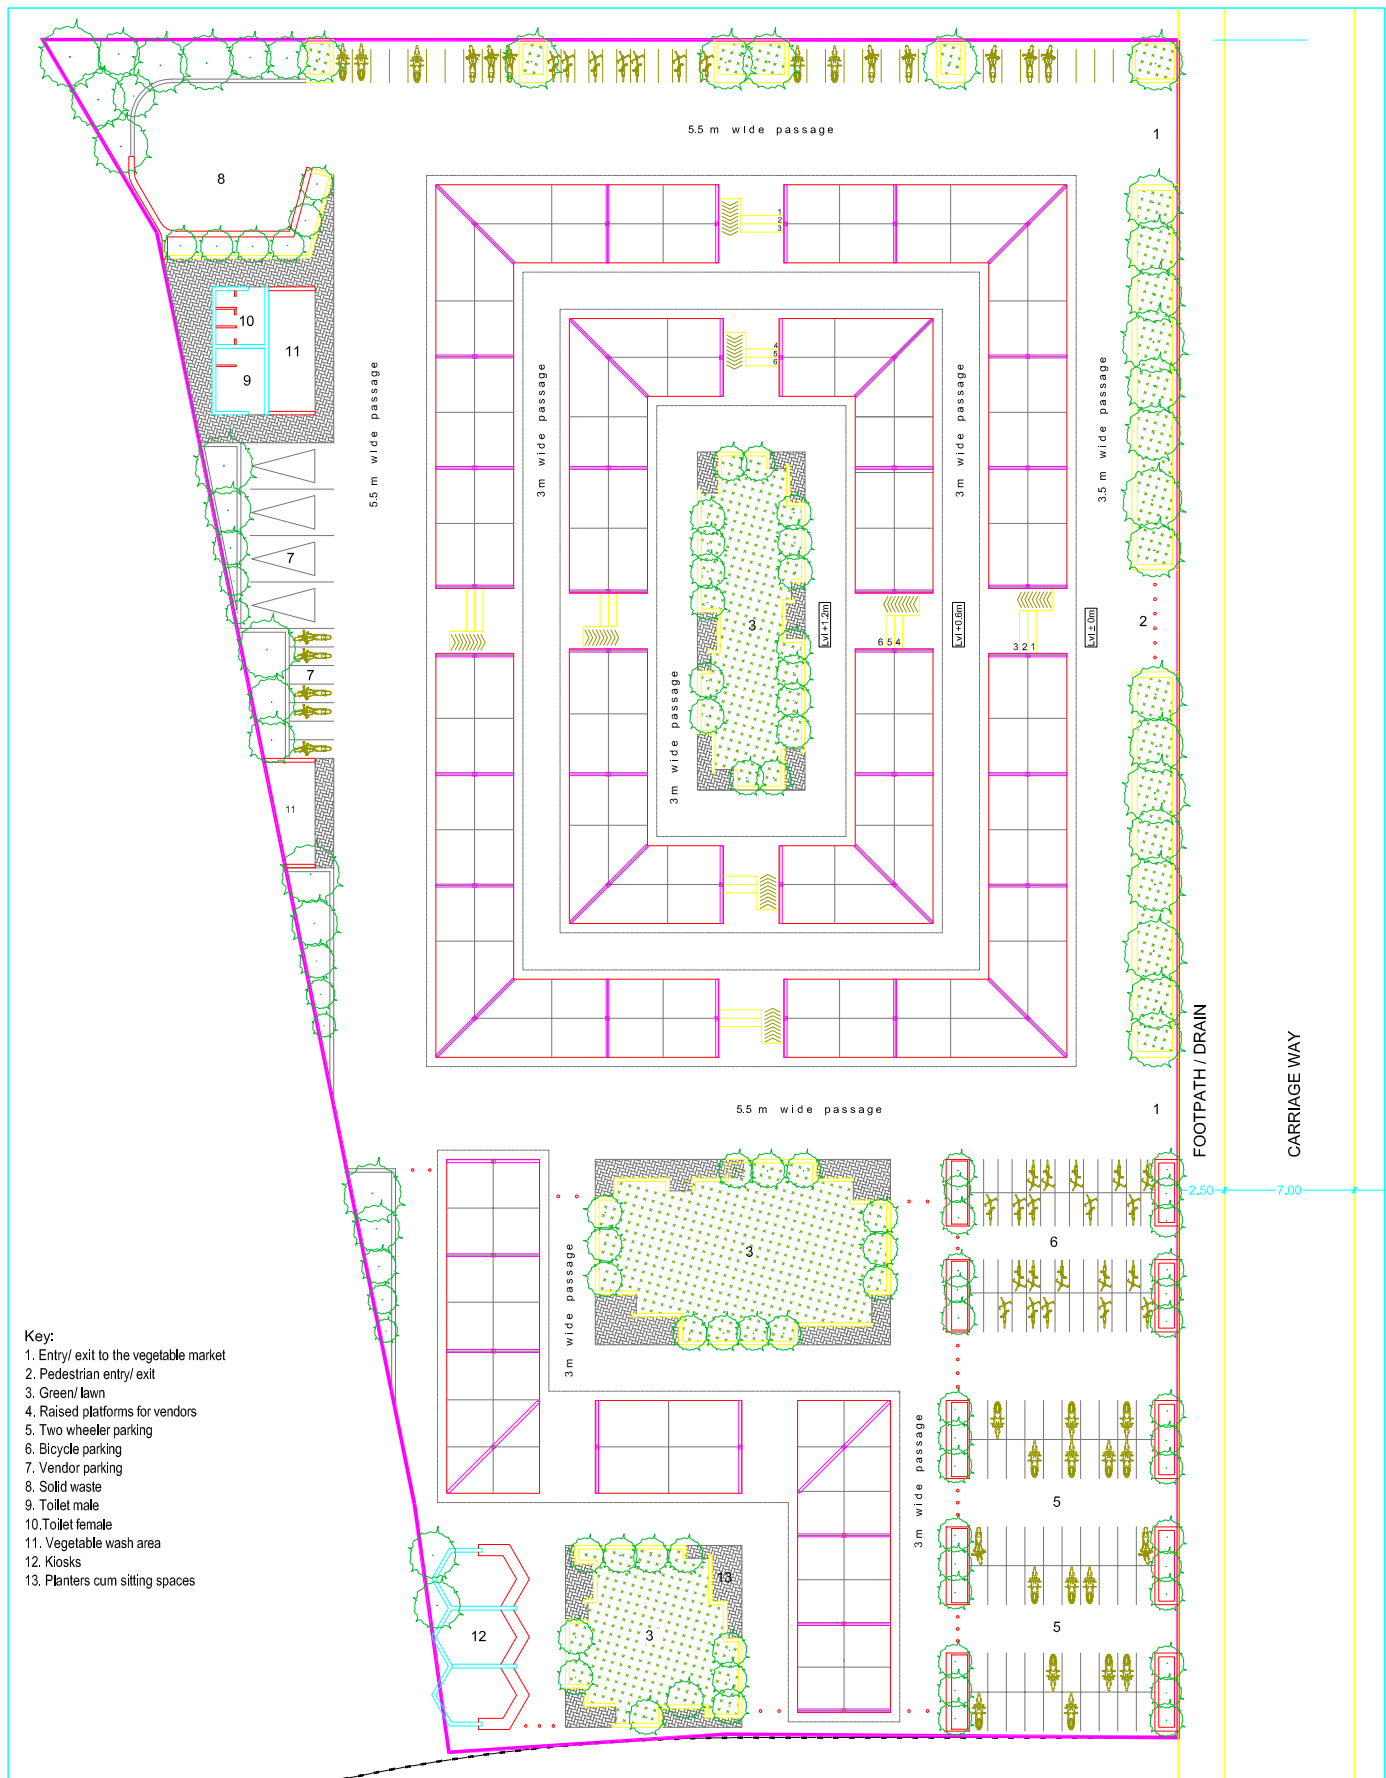 5.5 m wide passage
1
8
1
2
3
10
11
9
4
5
6
5.5 m wide passage
3 m wide passage
3 m wide passage
3.5 m wide passage
7
3
Lvl +1.2m
Lvl +0.6m
Lvl ± 0m
2
6 5 4
3 2 1
7
3 m wide passage
11
5.5 m wide passage
1
FOOTPATH / DRAIN
CARRIAGE WAY
2.50
7.00
3
6
3 m wide passage
Key:
1. Entry/ exit to the vegetable market
2. Pedestrian entry/ exit
3. Green/ lawn
4. Raised platforms for vendors
5. Two wheeler parking
6. Bicycle parking
7. Vendor parking
8. Solid waste
9. Toilet male
10.Toilet female
11. Vegetable wash area
12. Kiosks
13. Planters cum sitting spaces
3 m wide passage
5
13
12
3
5